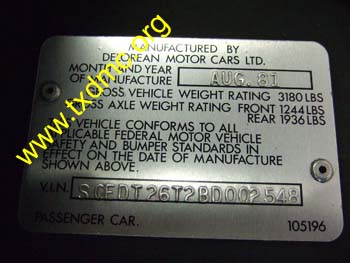 MANUFACTURED BY
DELOREAN MOTOR CARS LTD.
MONTH AND YEAR
OF MANUFACTURE AUG. 81
GROSS VEHICLE WEIGHT RATING 3180 LBS
GROSS AXLE WEIGHT RATING FRONT 1244 LBS
REAR 1936 LBS
VEHICLE CONFORMS TO ALL
APPLICABLE FEDERAL MOTOR VEHICLE
SAFETY AND BUMPER STANDARDS IN
EFFECT ON THE DATE OF MANUFACTURE
SHOWN ABOVE.
V.I.N. SCEDT26T2BD002548
PASSENGER CAR. 105196
www.txdmc.org